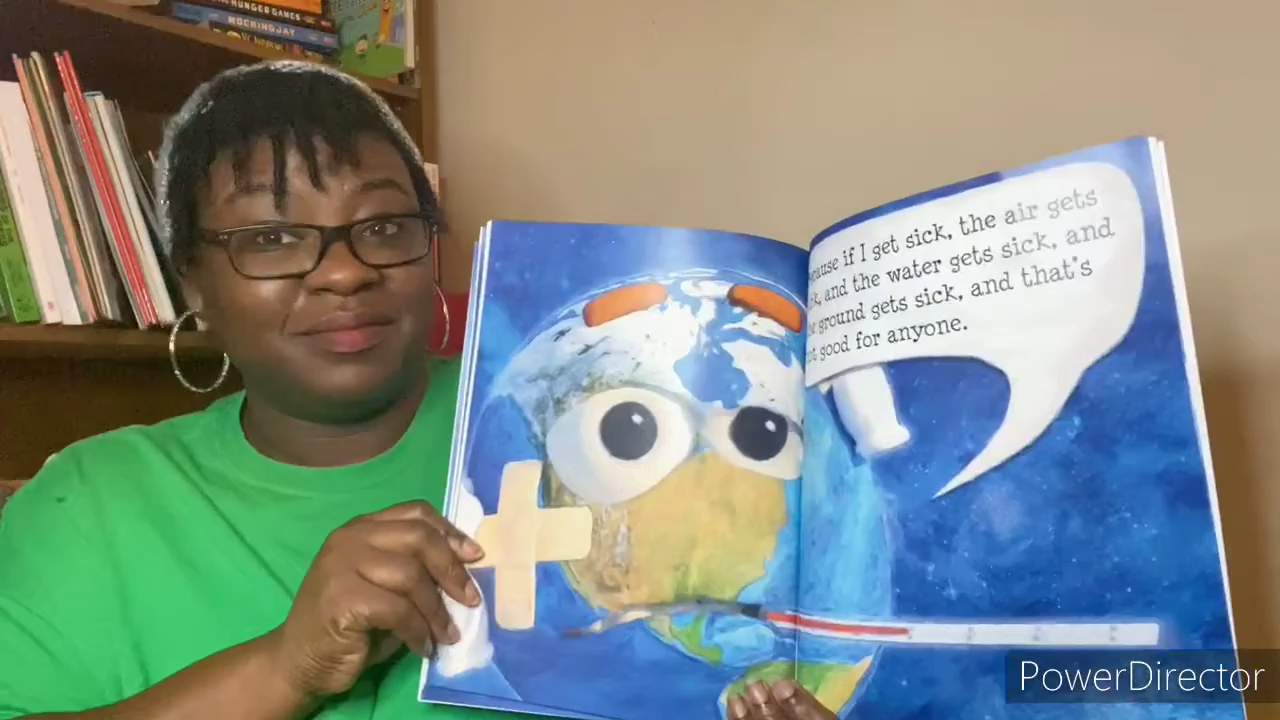 HUNGER GAMES
MOCKINGJAY
if I get sick, the air gets
and the water gets sick, and
ground gets sick, and that's
good for anyone.
PowerDirector